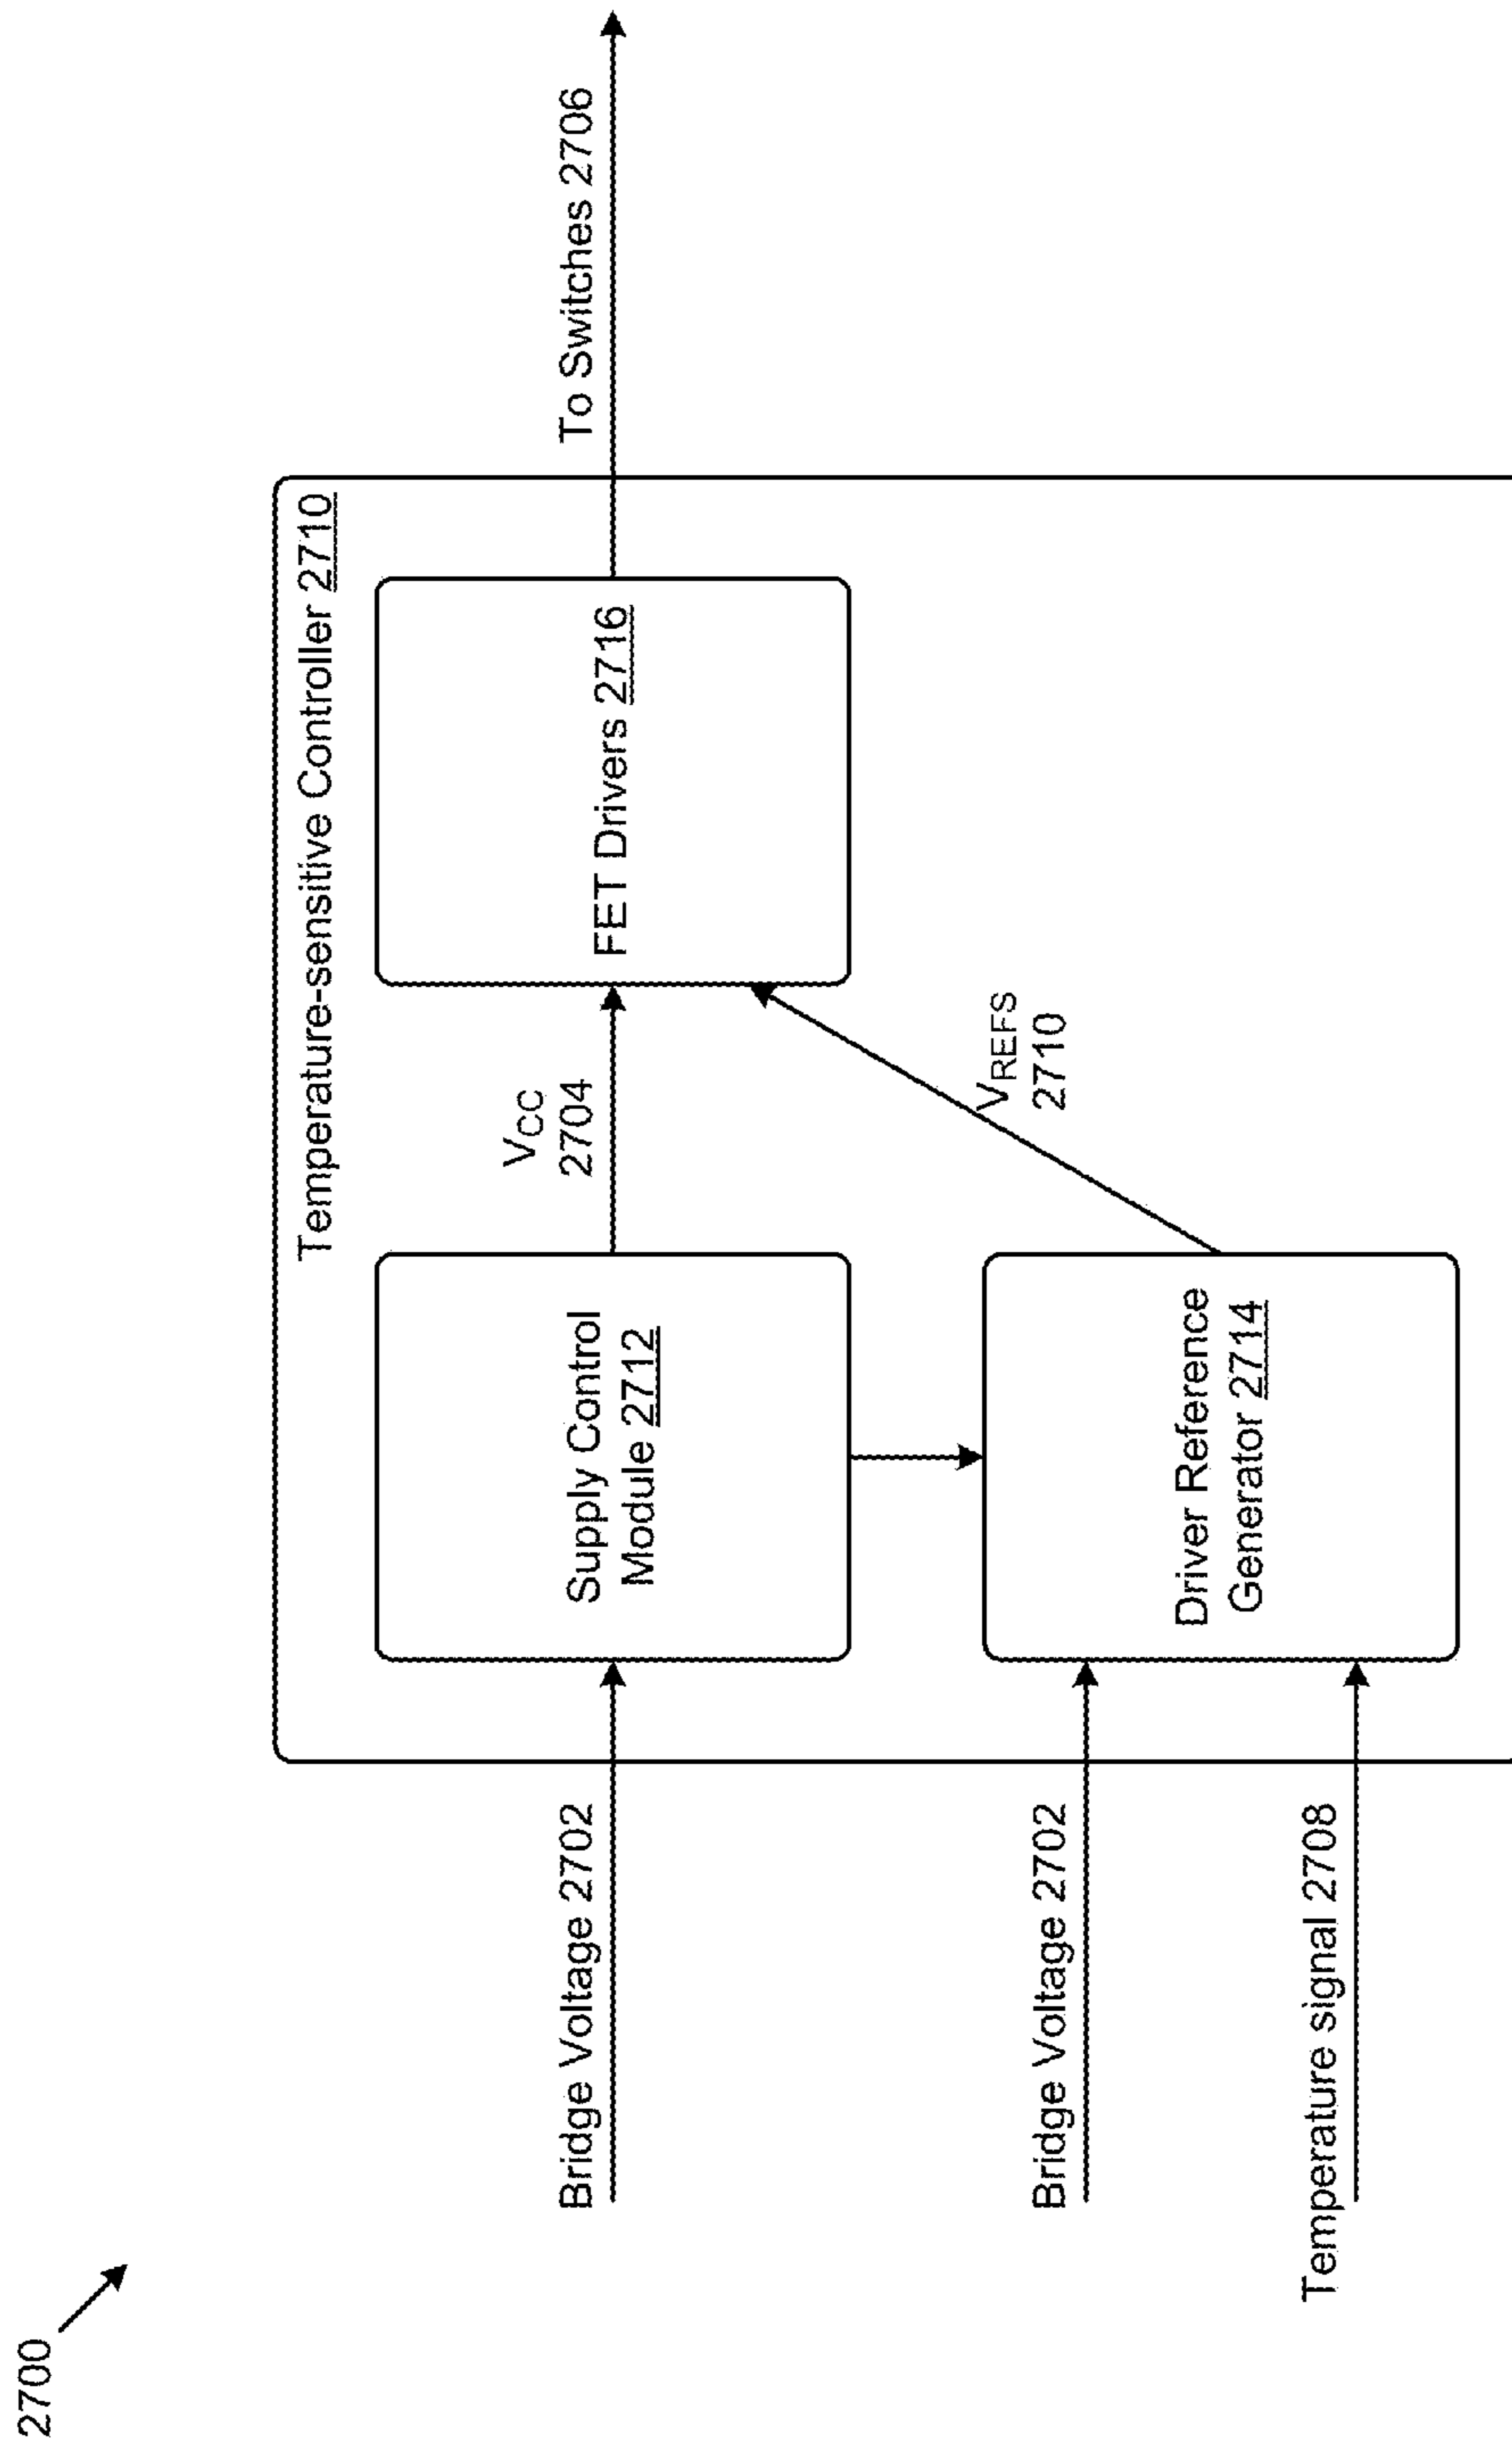 2700
Temperature-sensitive Controller 2710
Bridge Voltage 2702
Supply Control
Module 2712
VCC
2704
FET Drivers 2716
To Switches 2706
Bridge Voltage 2702
Temperature signal 2708
Driver Reference
Generator 2714
VREFS
2710